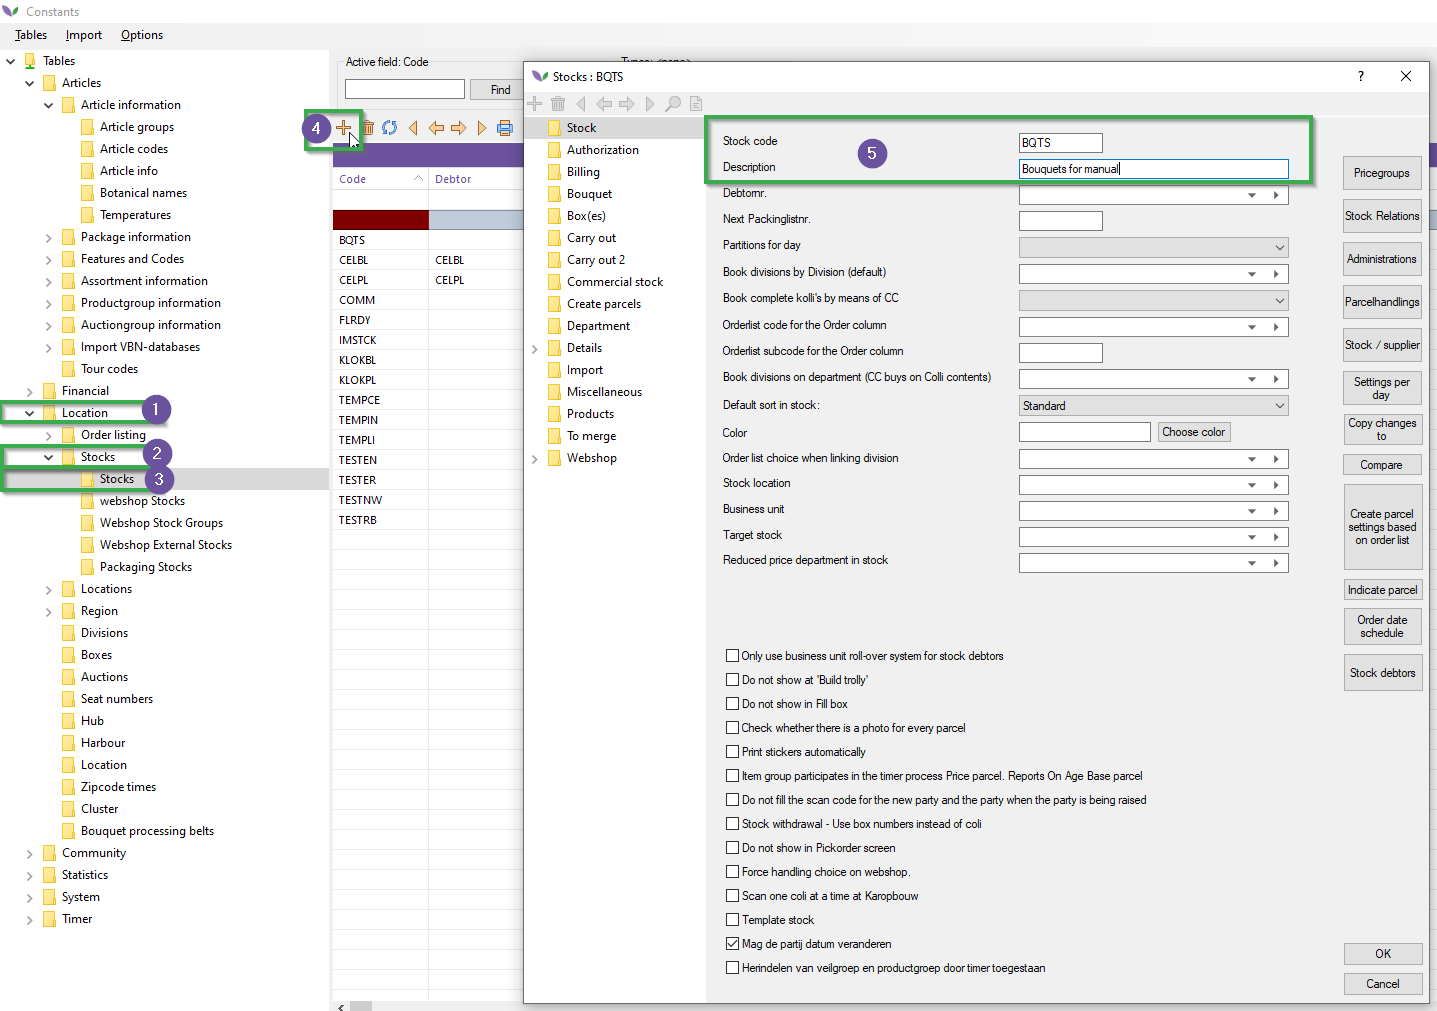 Constants
Tables Import Options
Tables
Articles
Article information
Article groups
Article codes
Article info
Botanical names
Temperatures
Package information
Features and Codes
Assortment information
Productgroup information
Auctiongroup information
Import VBN-databases
Tour codes
Financial
Location 1
Order listing
Stocks 2
Stocks 3
webshop Stocks
Webshop Stock Groups
Webshop External Stocks
Packaging Stocks
Locations
Region
Divisions
Boxes
Auctions
Seat numbers
Hub
Harbour
Location
Zipcode times
Cluster
Bouquet processing belts
Community
Statistics
System
Timer
Active field: Code
Find
4
Code Debtor
BQTS
CELBL CELBL
CELPL CELPL
COMM
FLRDY
IMSTCK
KLOKBL
KLOKPL
TEMPCE
TEMPIN
TEMPLI
TESTEN
TESTER
TESTNW
TESTRB
Stocks : BQTS ?
Stock
Authorization
Billing
Bouquet
Box(es)
Carry out
Carry out 2
Commercial stock
Create parcels
Department
Details
Import
Miscellaneous
Products
To merge
Webshop
5
Stock code BQTS
Description Bouquets for manual
Debtornr.
Next Packinglistnr.
Partitions for day
Book divisions by Division (default)
Book complete kolli's by means of CC
Orderlist code for the Order column
Orderlist subcode for the Order column
Book divisions on department (CC buys on Colli contents)
Default sort in stock: Standard
Color Choose color
Order list choice when linking division
Stock location
Business unit
Target stock
Reduced price department in stock
Only use business unit roll-over system for stock debtors
Do not show at 'Build trolly'
Do not show in Fill box
Check whether there is a photo for every parcel
Print stickers automatically
Item group participates in the timer process Price parcel. Reports On Age Base parcel
Do not fill the scan code for the new party and the party when the party is being raised
Stock withdrawal - Use box numbers instead of coli
Do not show in Pickorder screen
Force handling choice on webshop.
Scan one coli at a time at Karopbouw
Template stock
Mag de partij datum veranderen
Herindelen van veilgroep en productgroep door timer toegestaan
Pricegroups
Stock Relations
Administrations
Parcelhandlings
Stock / supplier
Settings per
day
Copy changes
to
Compare
Create parcel
settings based
on order list
Indicate parcel
Order date
schedule
Stock debtors
OK
Cancel